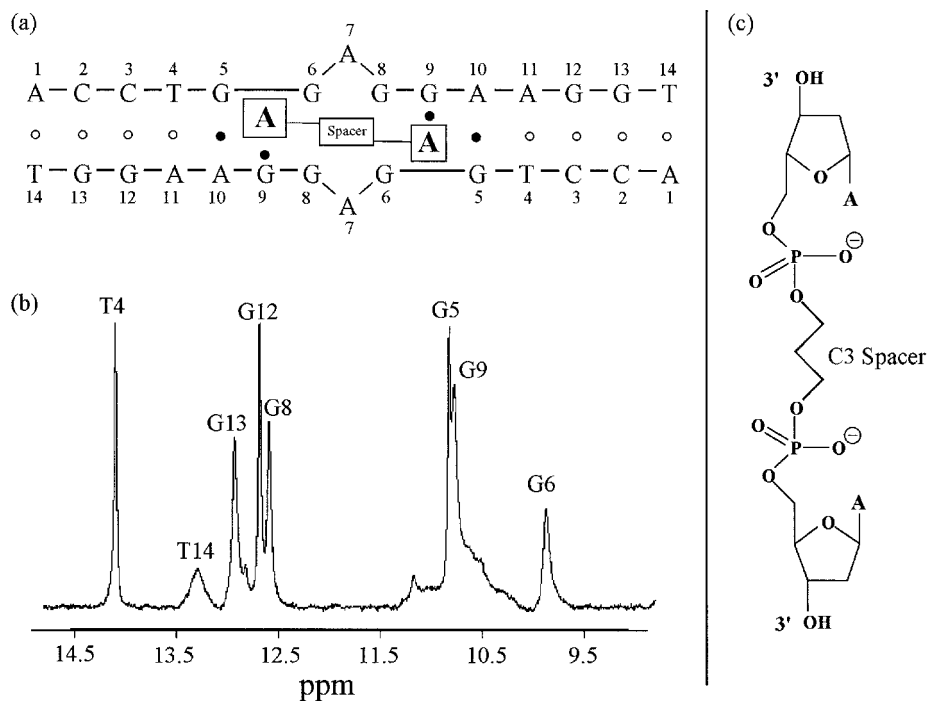 (a)
7
1 2 3 4 5 6 A 8 9 10 11 12 13 14
A C C T G G G G A A G G T
A Spacer A
T G G A A G G G G T C C A
14 13 12 11 10 9 8 A 6 5 4 3 2 1
7
(b)
T4 G12 G5
G13 G8 G9
G6
T14
14.5 13.5 12.5 11.5 10.5 9.5
ppm
(c)
3' OH
O
A
O
P O ⊖
O
O
C3 Spacer
O
O ⊖
P O
O
A
O
3' OH